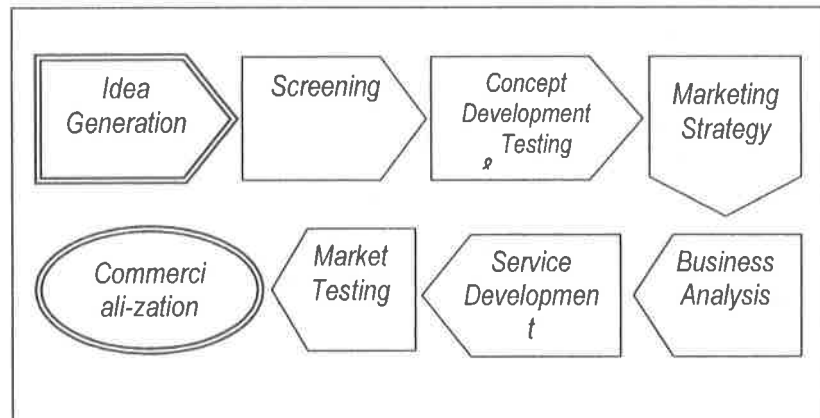 Idea
Generation
Screening
Concept
Development
& Testing
Marketing
Strategy
Business
Analysis
Service
Developmen
t
Market
Testing
Commerci
ali-zation